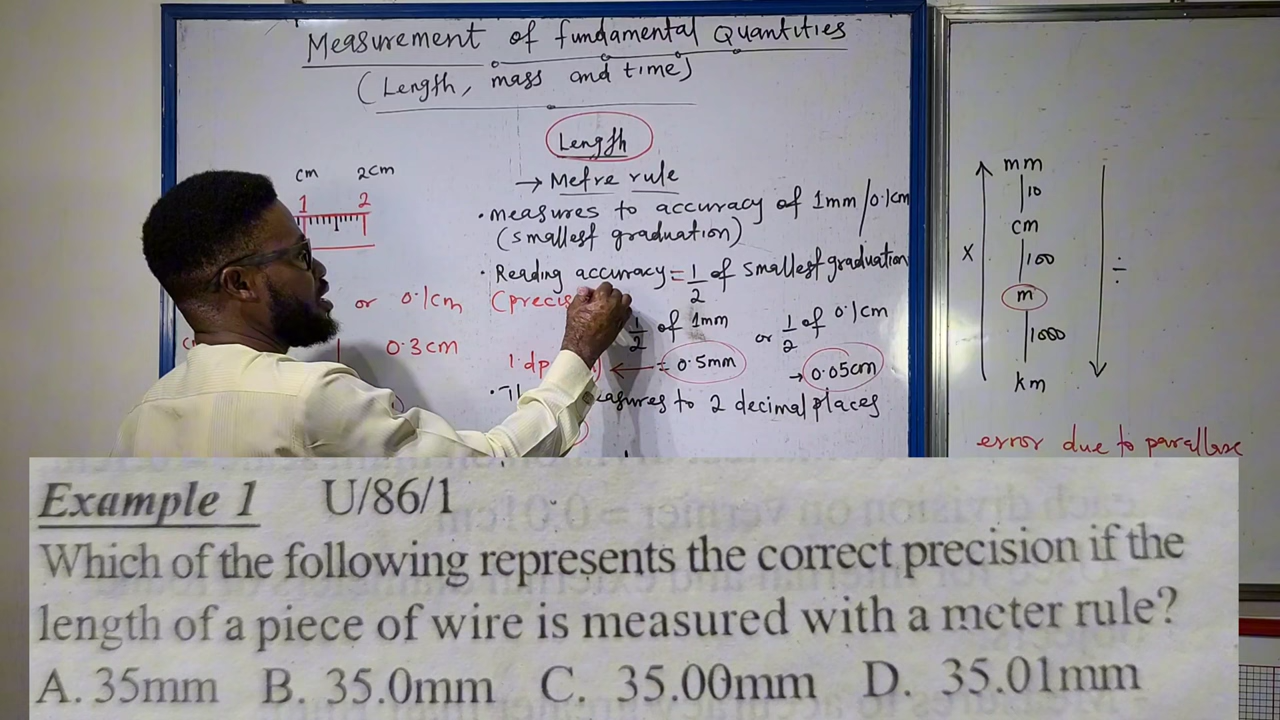 Measurement of fundamental Quantities
(Length, mass and time)
Length
→ Metre rule
• measures to accuracy of 1mm/0.1cm
(smallest graduation)
• Reading accuracy = 1/2 of smallest graduation
(precis
1/2 of 1mm or 1/2 of 0.1cm
1.dp ← = 0.5mm → 0.05cm
easures to 2 decimal places
cm 2cm
1 2
or 0.1cm
0.3cm
mm
10
cm
x 100 ÷
m
1000
km
error due to parallax
Example 1 U/86/1
Which of the following represents the correct precision if the
length of a piece of wire is measured with a meter rule?
A. 35mm B. 35.0mm C. 35.00mm D. 35.01mm